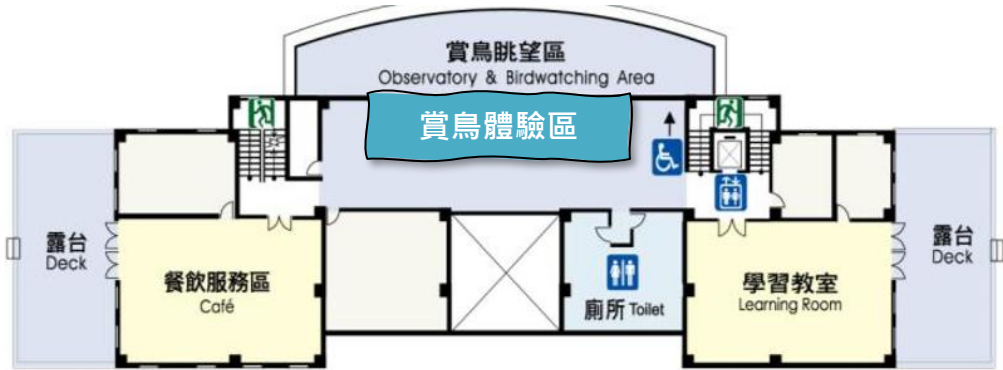 賞鳥眺望區
Observatory & Birdwatching Area
賞鳥體驗區
露台
Deck
餐飲服務區
Café
廁所 Toilet
學習教室
Learning Room
露台
Deck